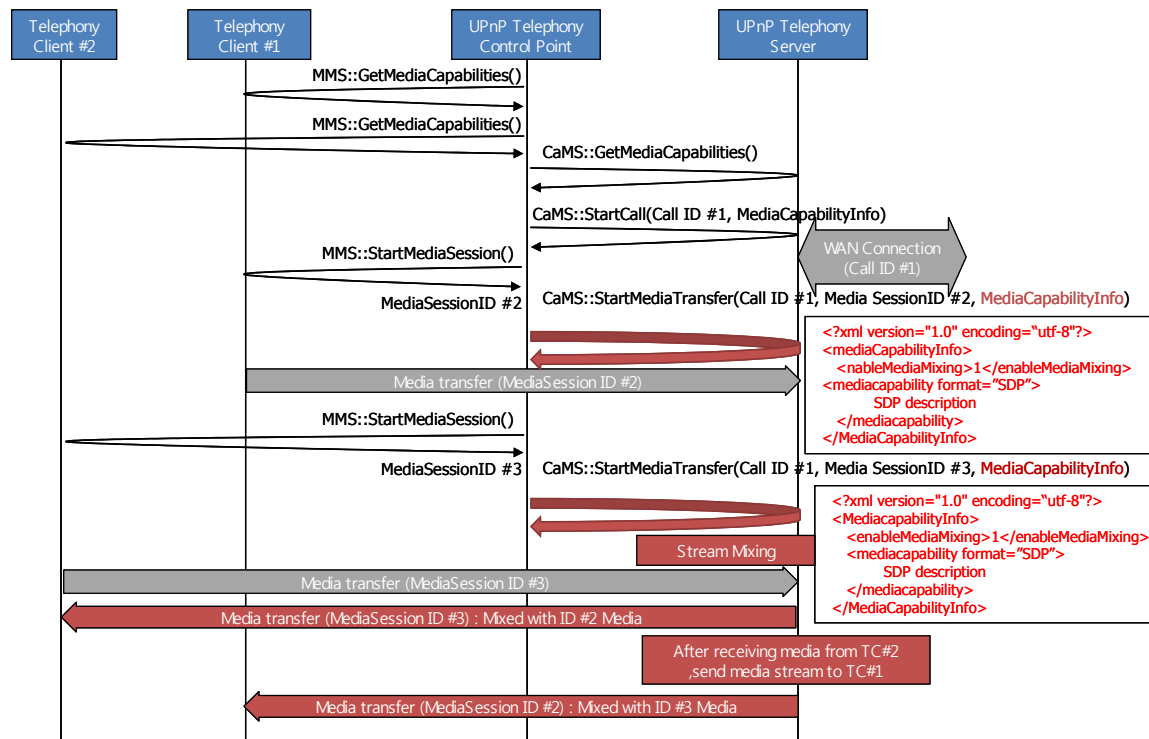 Telephony
Client #2
Telephony
Client #1
UPnP Telephony
Control Point
UPnP Telephony
Server
MMS::GetMediaCapabilities()
MMS::GetMediaCapabilities()
CaMS::GetMediaCapabilities()
CaMS::StartCall(Call ID #1, MediaCapabilityInfo)
WAN Connection
(Call ID #1)
MMS::StartMediaSession()
MediaSessionID #2
CaMS::StartMediaTransfer(Call ID #1, Media SessionID #2, MediaCapabilityInfo)
<?xml version="1.0" encoding=“utf-8"?>
<mediaCapabilityInfo>
<nableMediaMixing>1</enableMediaMixing>
<mediacapability format=”SDP”>
SDP description
</mediacapability>
</MediaCapabilityInfo>
Media transfer (MediaSession ID #2)
MMS::StartMediaSession()
MediaSessionID #3
CaMS::StartMediaTransfer(Call ID #1, Media SessionID #3, MediaCapabilityInfo)
<?xml version="1.0" encoding=“utf-8"?>
<MediacapabilityInfo>
<enableMediaMixing>1</enableMediaMixing>
<mediacapability format=”SDP”>
SDP description
</mediacapability>
</MediaCapabilityInfo>
Stream Mixing
Media transfer (MediaSession ID #3)
Media transfer (MediaSession ID #3) : Mixed with ID #2 Media
After receiving media from TC#2
,send media stream to TC#1
Media transfer (MediaSession ID #2) : Mixed with ID #3 Media